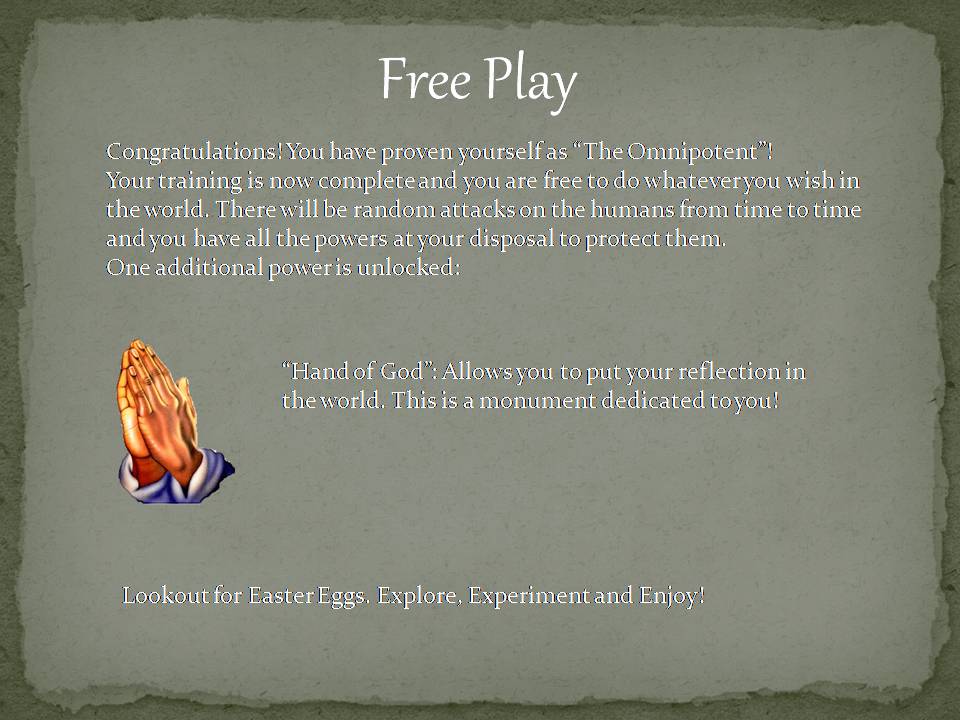 Free Play
Congratulations! You have proven yourself as “The Omnipotent”!
Your training is now complete and you are free to do whatever you wish in
the world. There will be random attacks on the humans from time to time
and you have all the powers at your disposal to protect them.
One additional power is unlocked:
“Hand of God”: Allows you to put your reflection in
the world. This is a monument dedicated to you!
Lookout for Easter Eggs. Explore, Experiment and Enjoy!